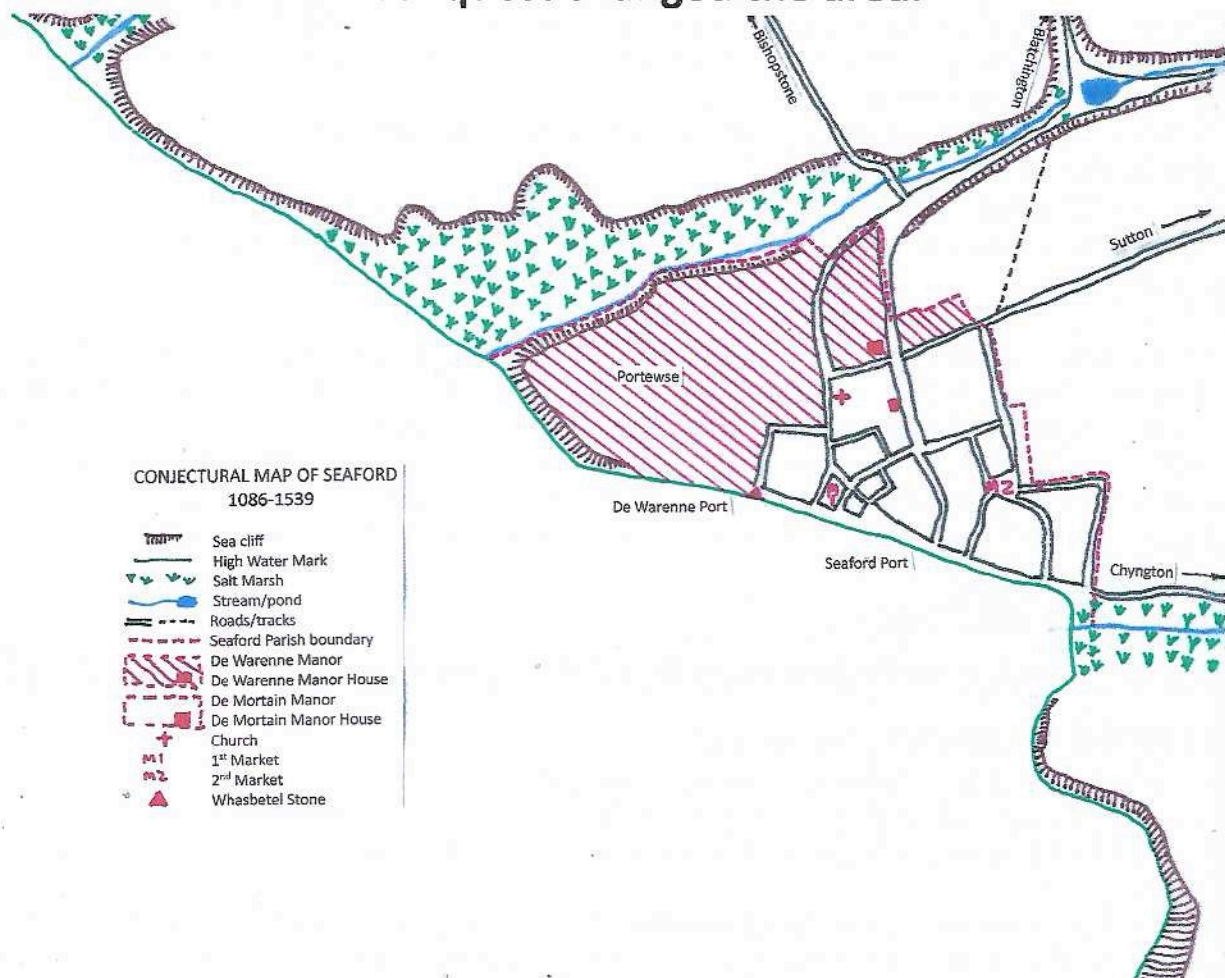 Bishopstone
Blatchington
Sutton
Portewse
De Warenne Port
M2
Seaford Port
Chyngton
CONJECTURAL MAP OF SEAFORD
1086-1539
Sea cliff
High Water Mark
Salt Marsh
Stream/pond
Roads/tracks
Seaford Parish boundary
De Warenne Manor
De Warenne Manor House
De Mortain Manor
De Mortain Manor House
Church
M1 1st Market
M2 2nd Market
Whasbetel Stone